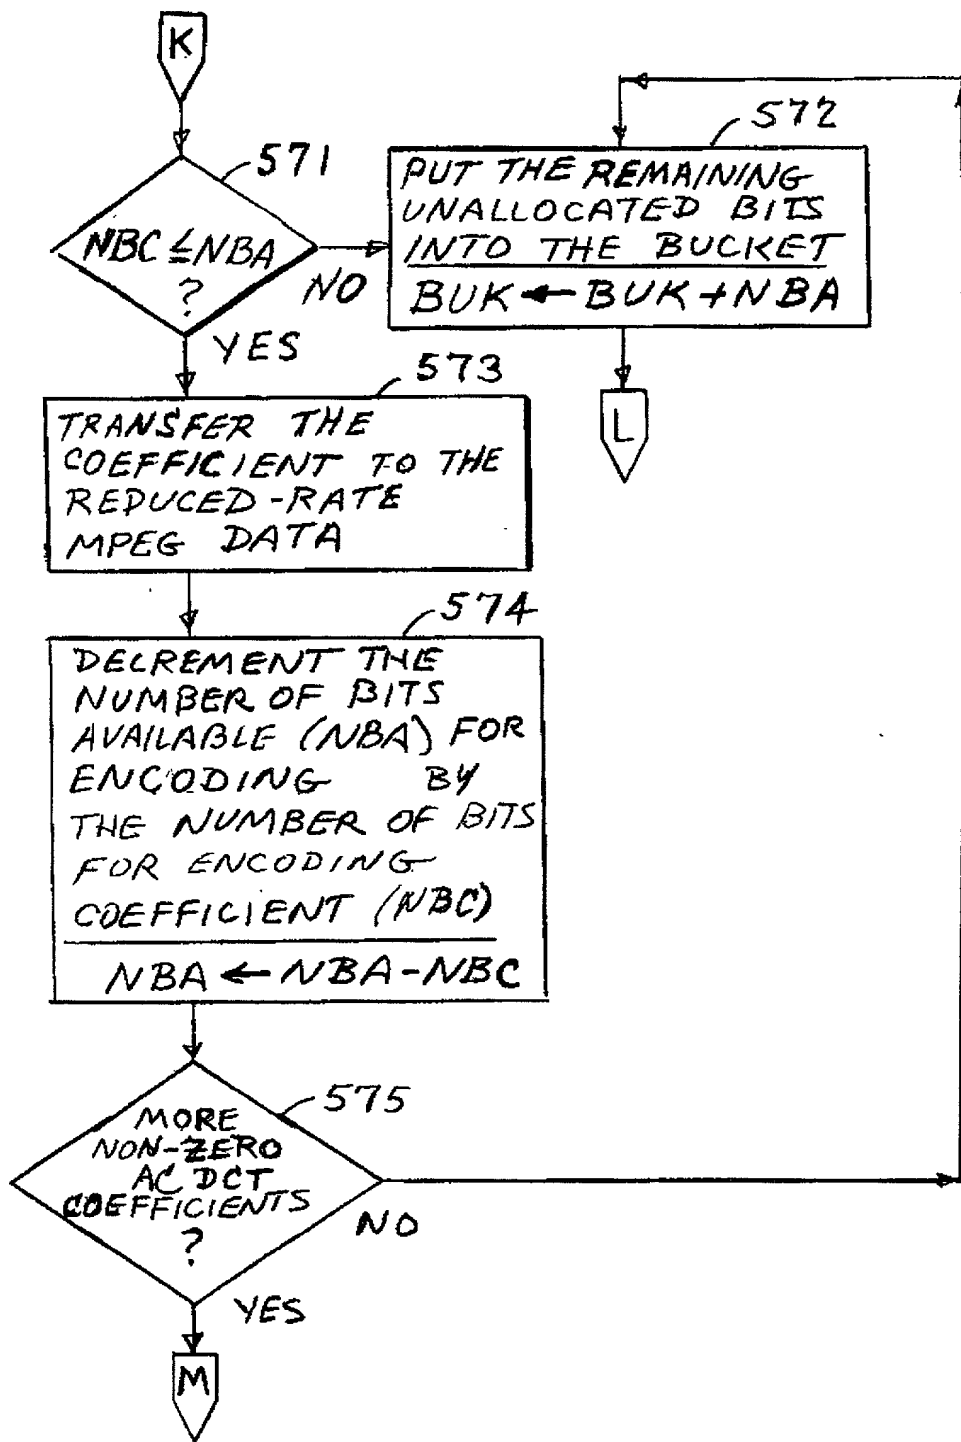 K
571
NBC ≤ NBA
?
NO
YES
572
PUT THE REMAINING
UNALLOCATED BITS
INTO THE BUCKET
BUK ← BUK + NBA
L
573
TRANSFER THE
COEFFICIENT TO THE
REDUCED-RATE
MPEG DATA
574
DECREMENT THE
NUMBER OF BITS
AVAILABLE (NBA) FOR
ENCODING BY
THE NUMBER OF BITS
FOR ENCODING
COEFFICIENT (NBC)
NBA ← NBA-NBC
575
MORE
NON-ZERO
AC DCT
COEFFICIENTS
?
NO
YES
M